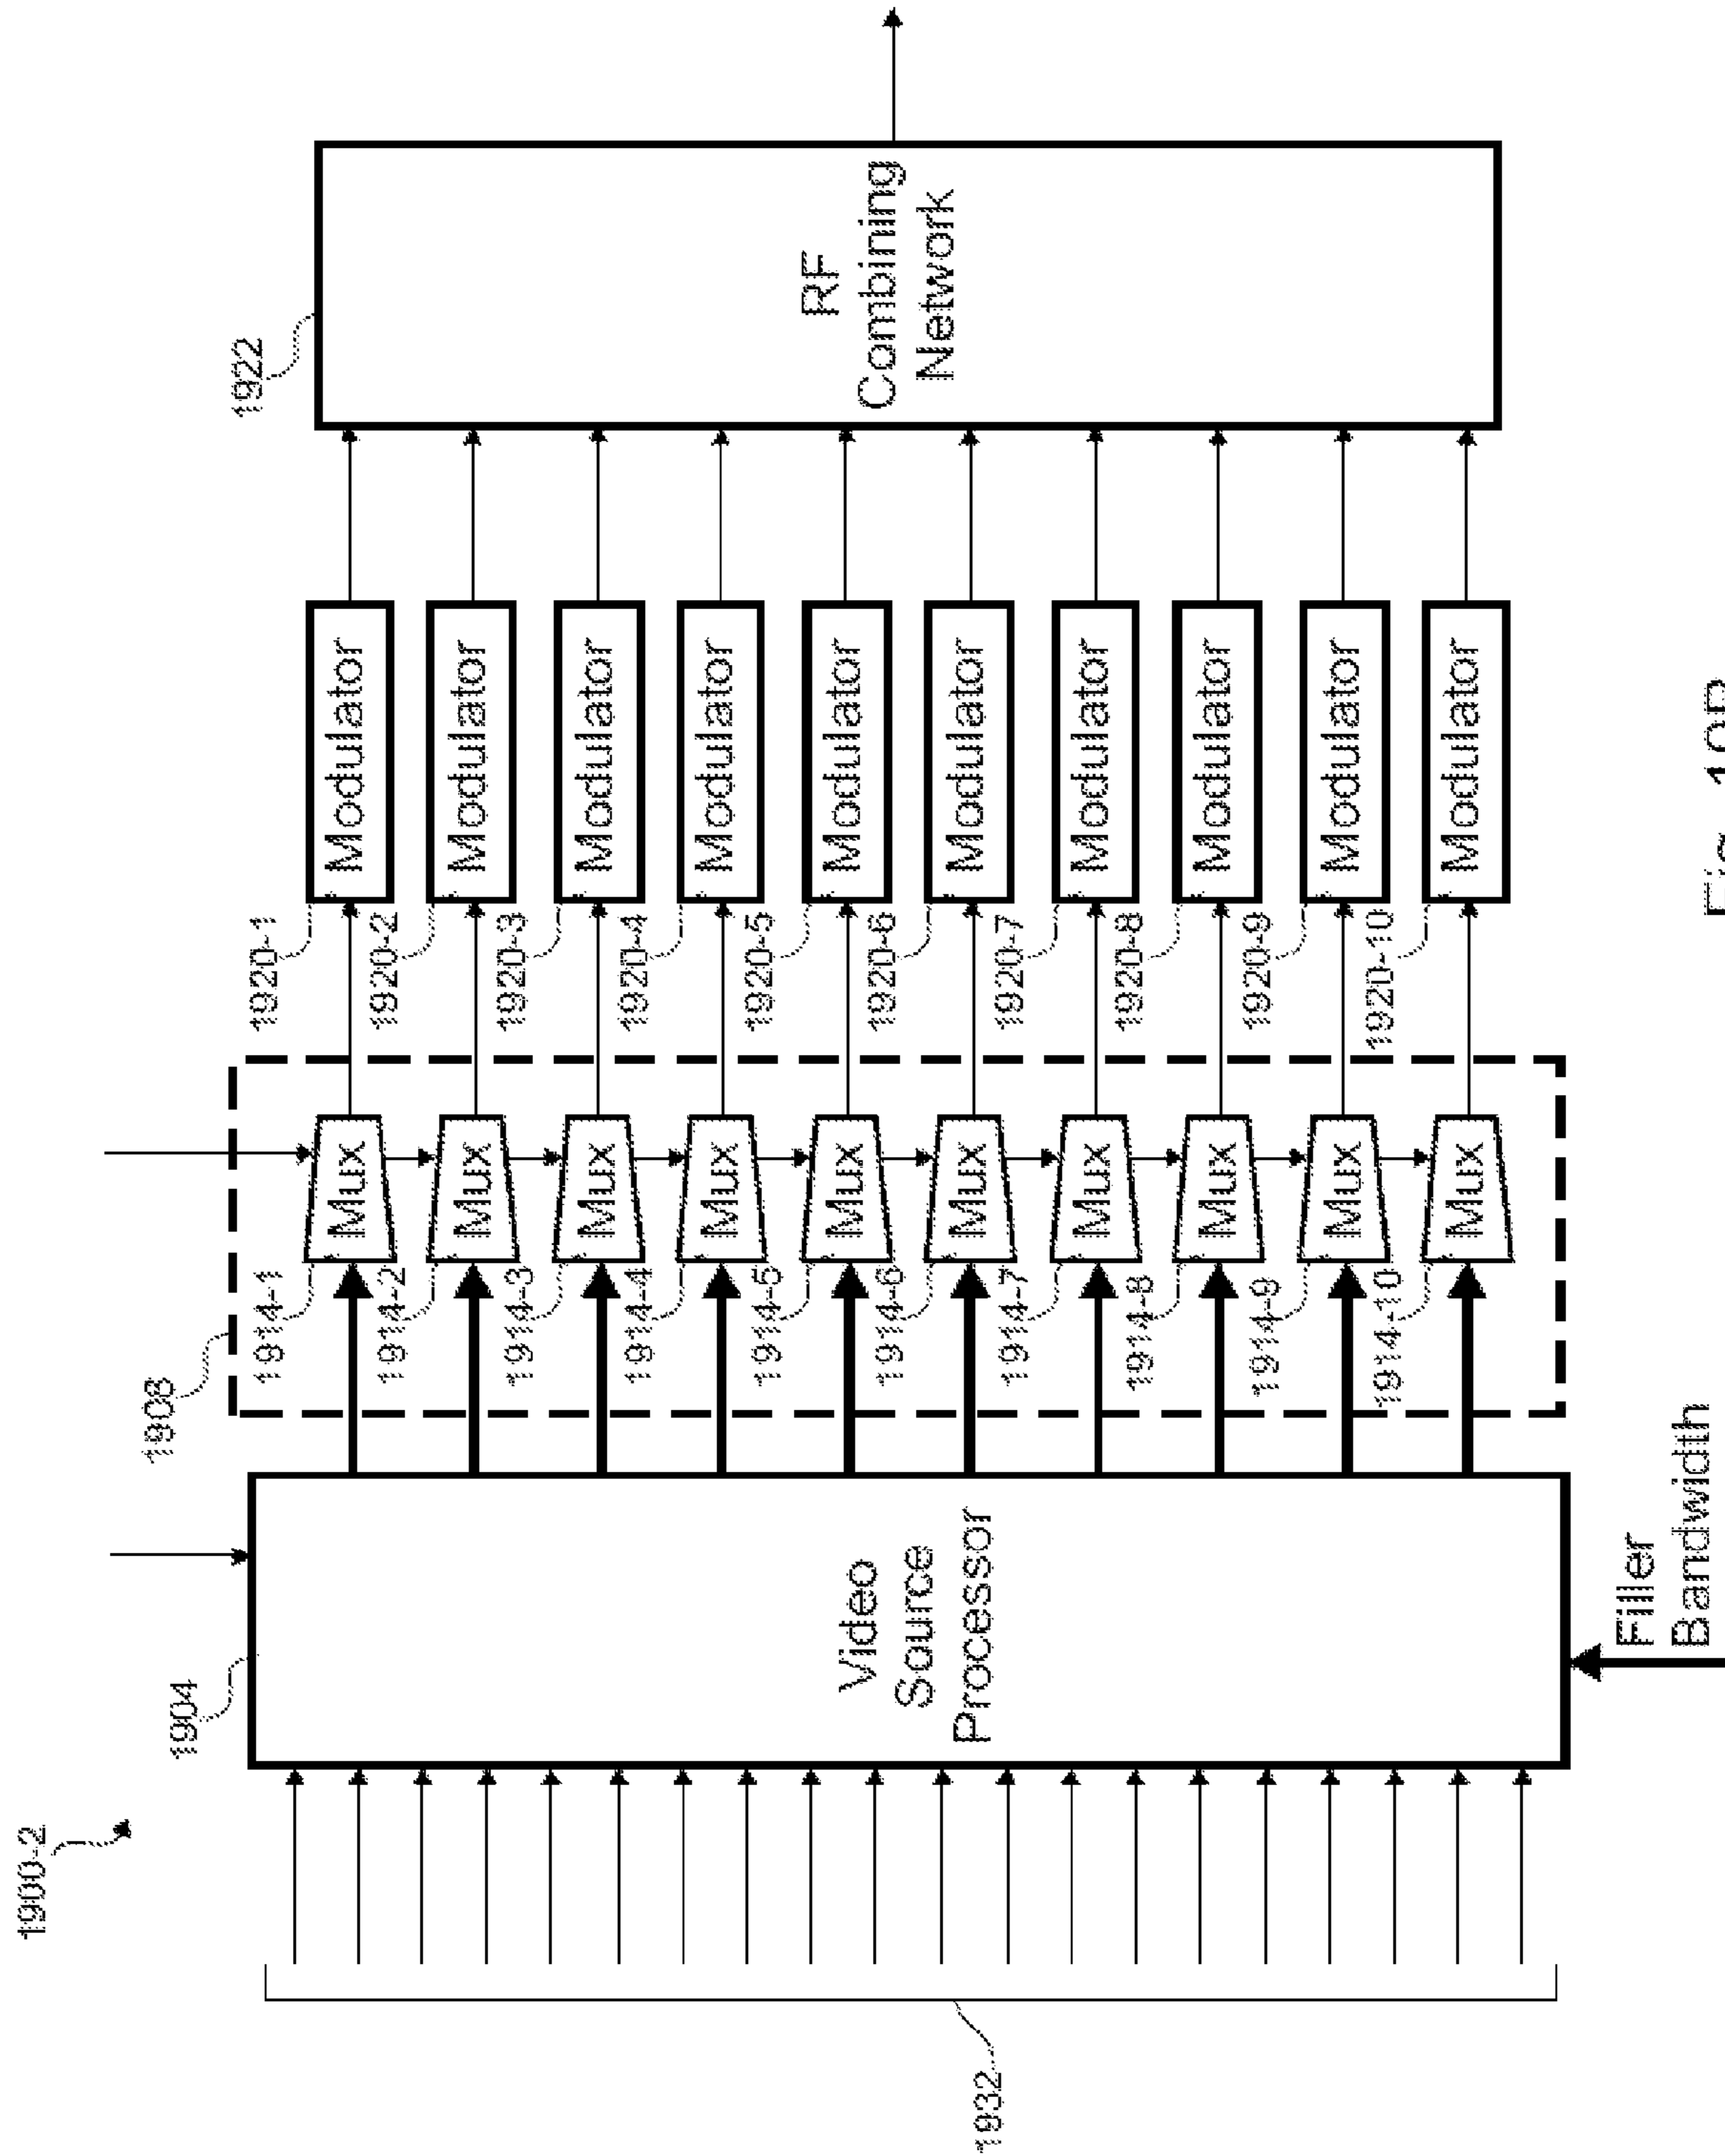 1900-2
1904
1908
1922
1932
Video
Source
Processor
Filler
Bandwidth
1914-1
Mux
1914-2
Mux
1914-3
Mux
1914-4
Mux
1914-5
Mux
1914-6
Mux
1914-7
Mux
1914-8
Mux
1914-9
Mux
1914-10
Mux
1920-1
Modulator
1920-2
Modulator
1920-3
Modulator
1920-4
Modulator
1920-5
Modulator
1920-6
Modulator
1920-7
Modulator
1920-8
Modulator
1920-9
Modulator
1920-10
Modulator
RF
Combining
Network
Fig.